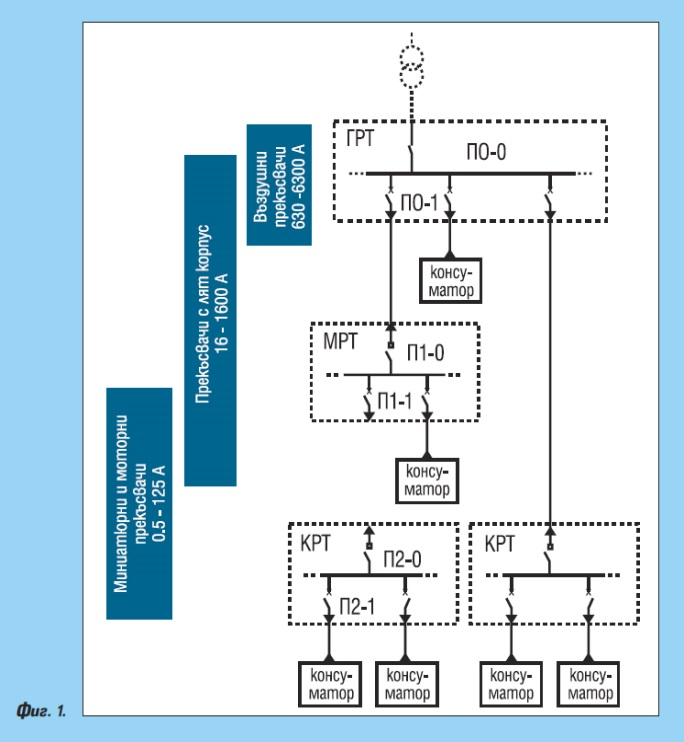 ГРТ
ПО-0
ПО-1
консу-
матор
Въздушни
прекъсвачи
630 -6300 А
Прекъсвачи с лят корпус
16 - 1600 А
МРТ
П1-0
П1-1
консу-
матор
Миниатюрни и моторни
прекъсвачи
0.5 - 125 А
КРТ
П2-0
П2-1
КРТ
консу-
матор
консу-
матор
консу-
матор
консу-
матор
Фиг. 1.